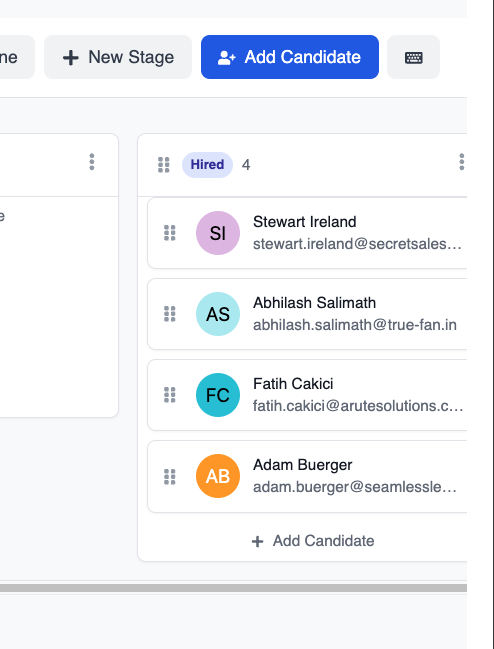 ne
New Stage
Add Candidate
Hired 4
e
SI
Stewart Ireland
stewart.ireland@secretsales...
AS
Abhilash Salimath
abhilash.salimath@true-fan.in
FC
Fatih Cakici
fatih.cakici@arutesolutions.c...
AB
Adam Buerger
adam.buerger@seamlessle...
Add Candidate